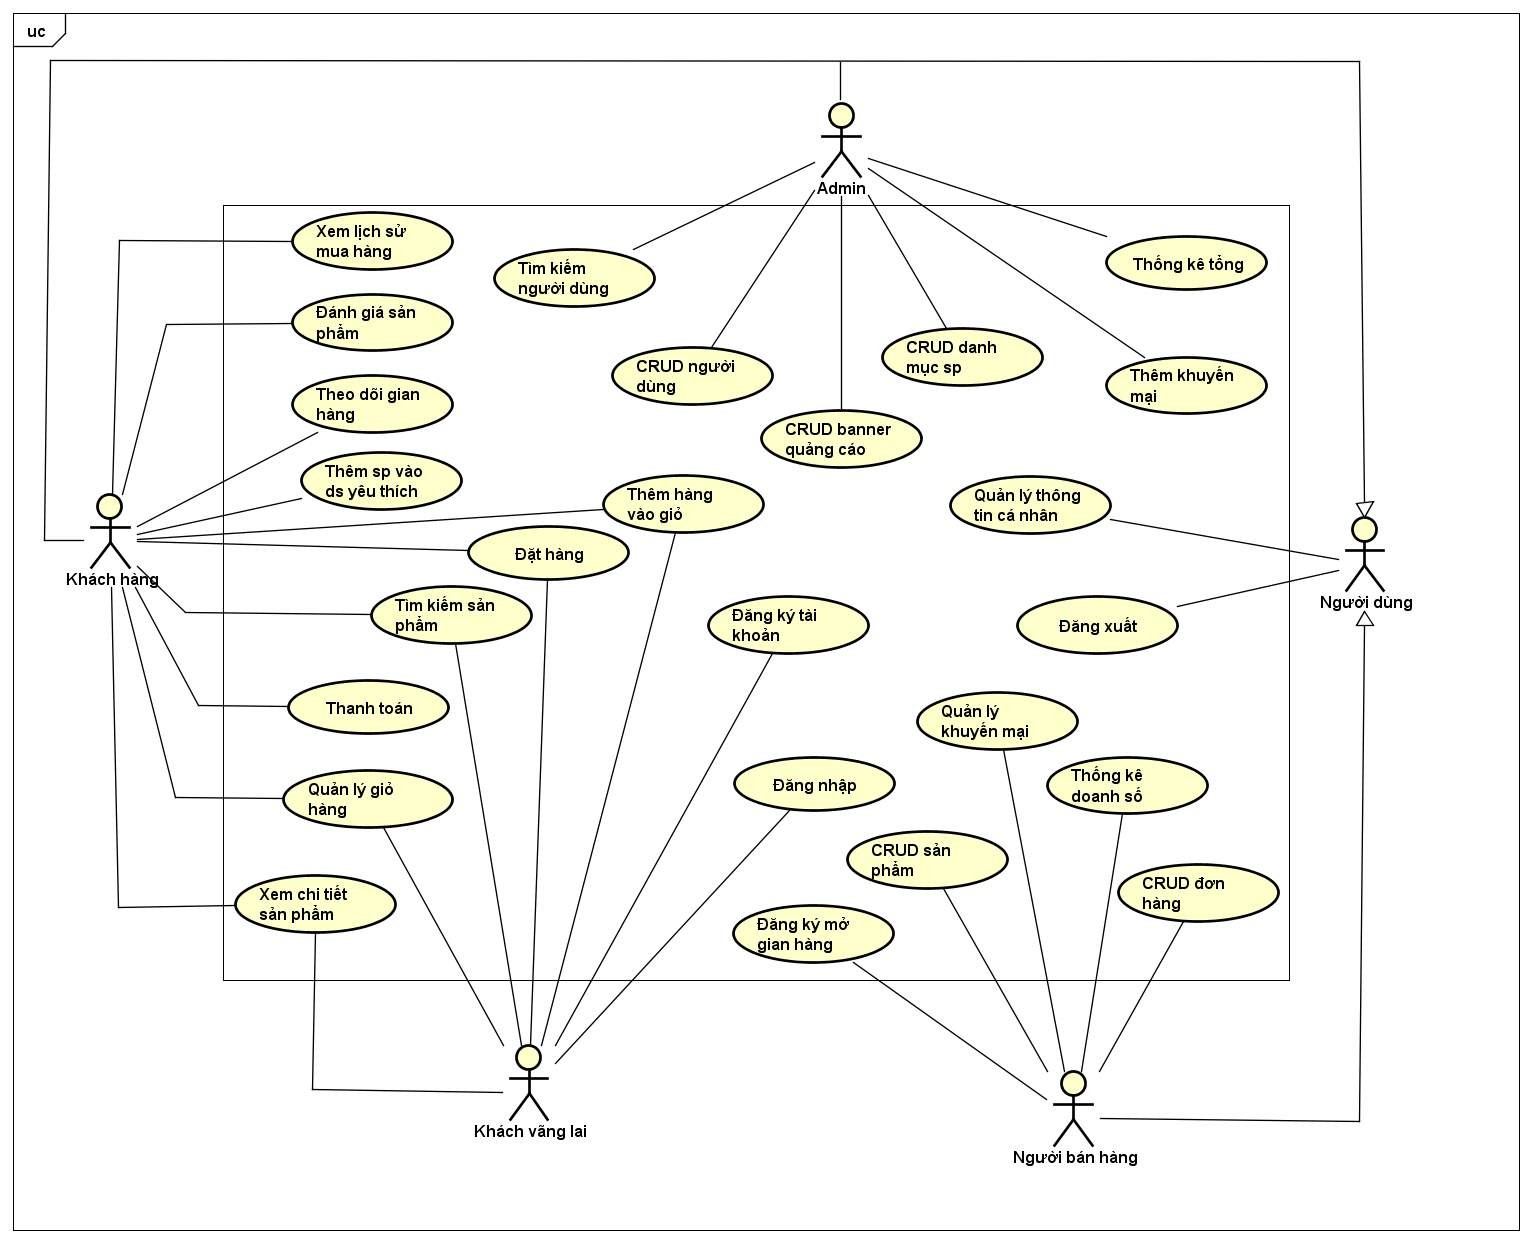 uc
Admin
Xem lịch sử
mua hàng
Tìm kiếm
người dùng
Thống kê tổng
Đánh giá sản
phẩm
CRUD người
dùng
CRUD danh
mục sp
Thêm khuyến
mại
Theo dõi gian
hàng
CRUD banner
quảng cáo
Thêm sp vào
ds yêu thích
Thêm hàng
vào giỏ
Quản lý thông
tin cá nhân
Đặt hàng
Khách hàng
Người dùng
Tìm kiếm sản
phẩm
Đăng ký tài
khoản
Đăng xuất
Thanh toán
Quản lý
khuyến mại
Quản lý giỏ
hàng
Đăng nhập
Thống kê
doanh số
CRUD sản
phẩm
Xem chi tiết
sản phẩm
CRUD đơn
hàng
Đăng ký mở
gian hàng
Khách vãng lai
Người bán hàng